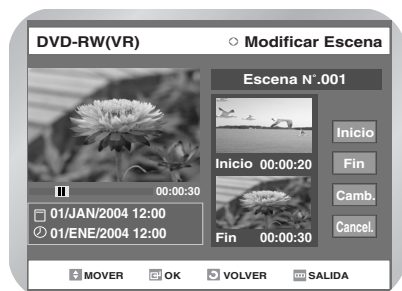 DVD-RW(VR)
Modificar Escena
Escena N°.001
Inicio 00:00:20
Fin 00:00:30
Inicio
Fin
Camb.
Cancel.
00:00:30
01/JAN/2004 12:00
01/ENE/2004 12:00
MOVER OK VOLVER SALIDA